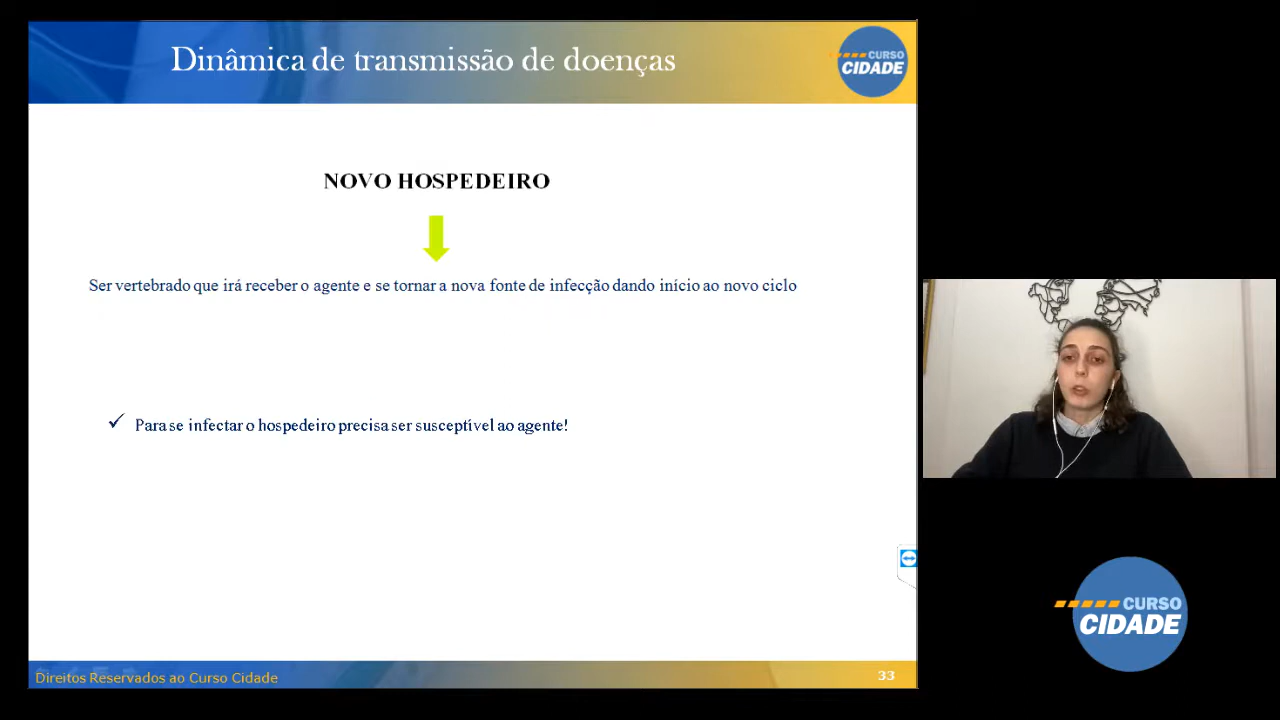 Dinâmica de transmissão de doenças
CURSO
CIDADE
NOVO HOSPEDEIRO
Ser vertebrado que irá receber o agente e se tornar a nova fonte de infecção dando início ao novo ciclo
✓ Para se infectar o hospedeiro precisa ser susceptível ao agente!
CURSO
CIDADE
Direitos Reservados ao Curso Cidade
33